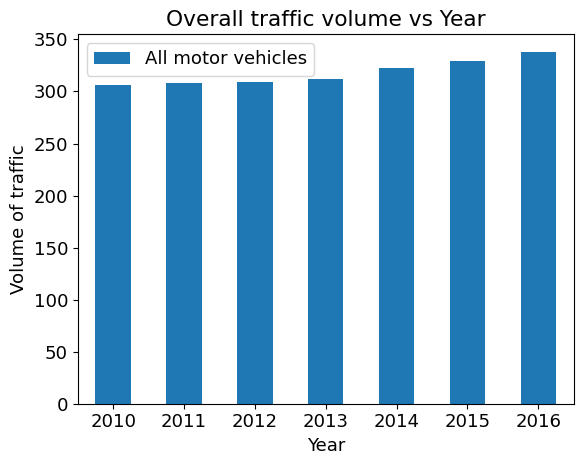 Overall traffic volume vs Year
All motor vehicles
Volume of traffic
350
300
250
200
150
100
50
0
2010 2011 2012 2013 2014 2015 2016
Year